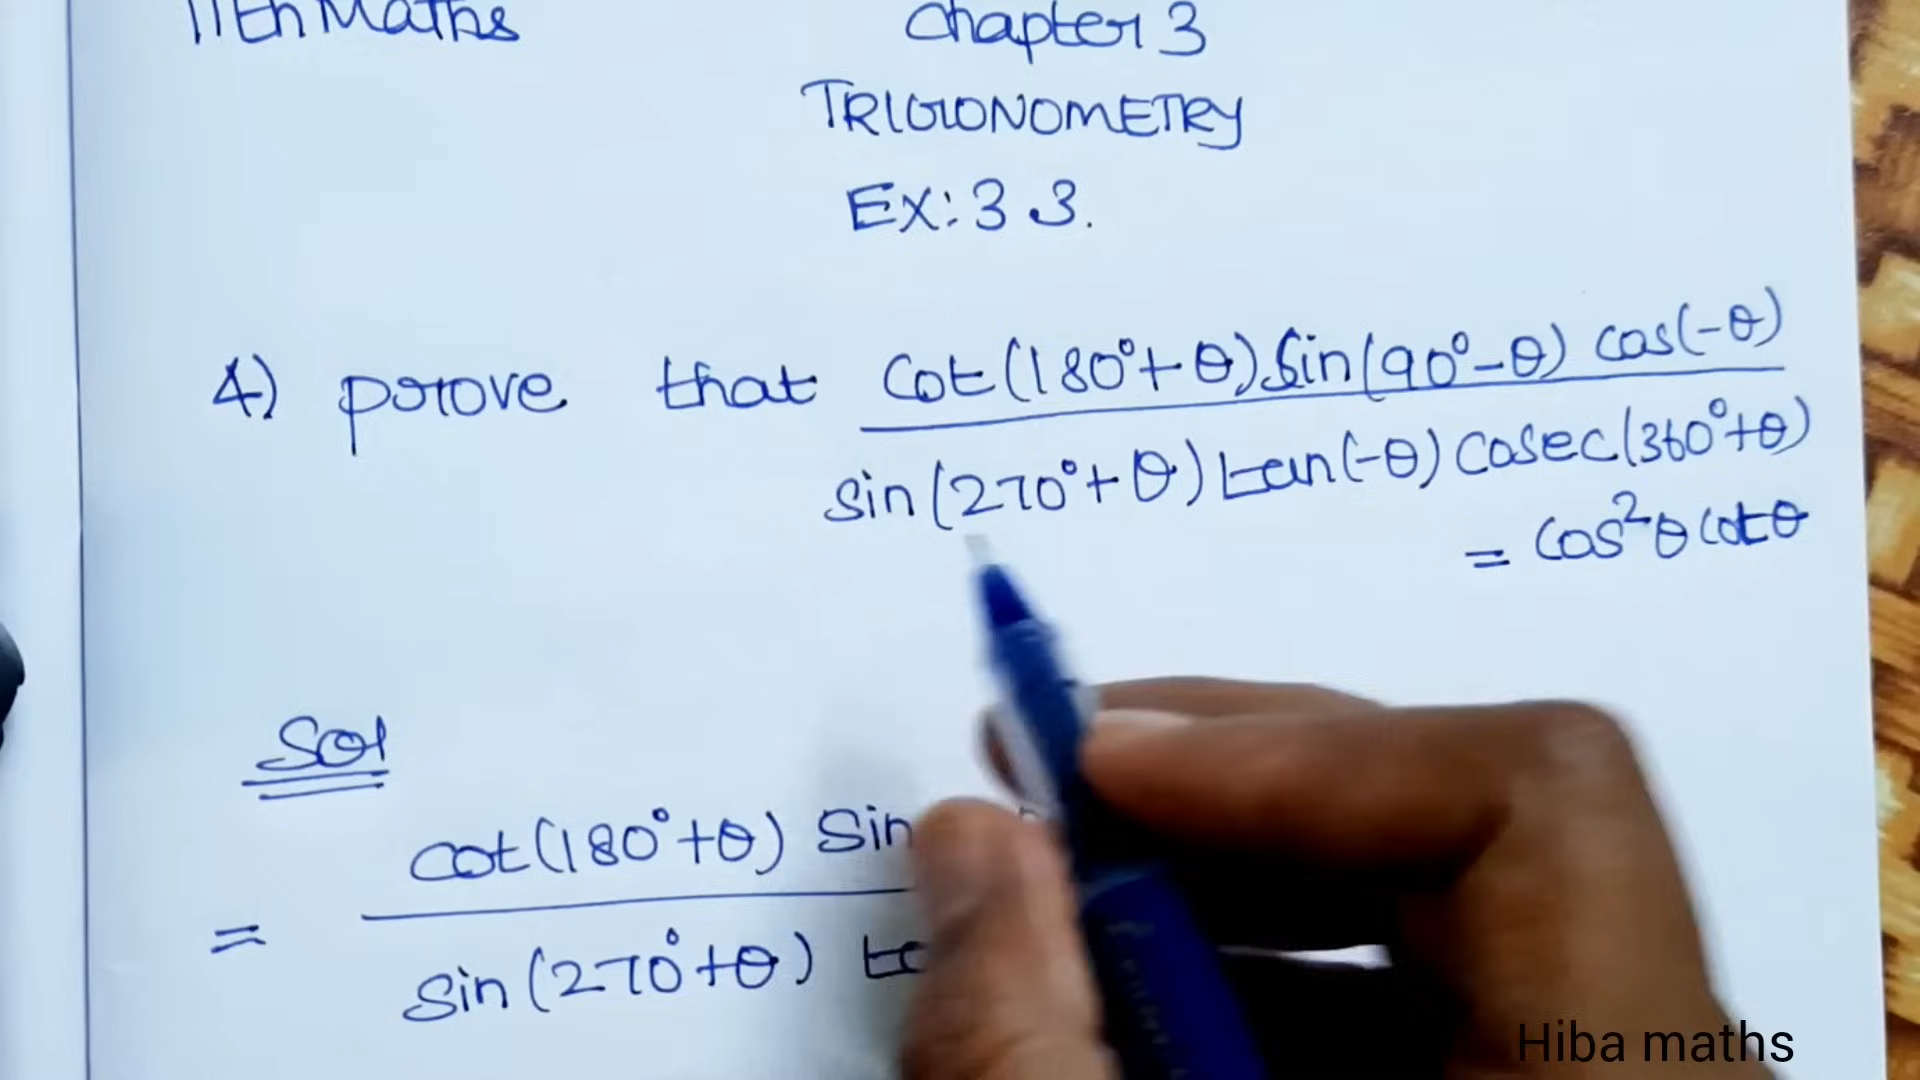 11th Maths Chapter 3
TRIGONOMETRY
Ex: 3 3.
4) prove that cot(180°+θ) sin(90°-θ) cos(-θ)
sin(270°+θ) tan(-θ) cosec(360°+θ)
= cos²θ cotθ
Sol
cot(180°+θ) sin
=
sin(270°+θ)
Hiba maths